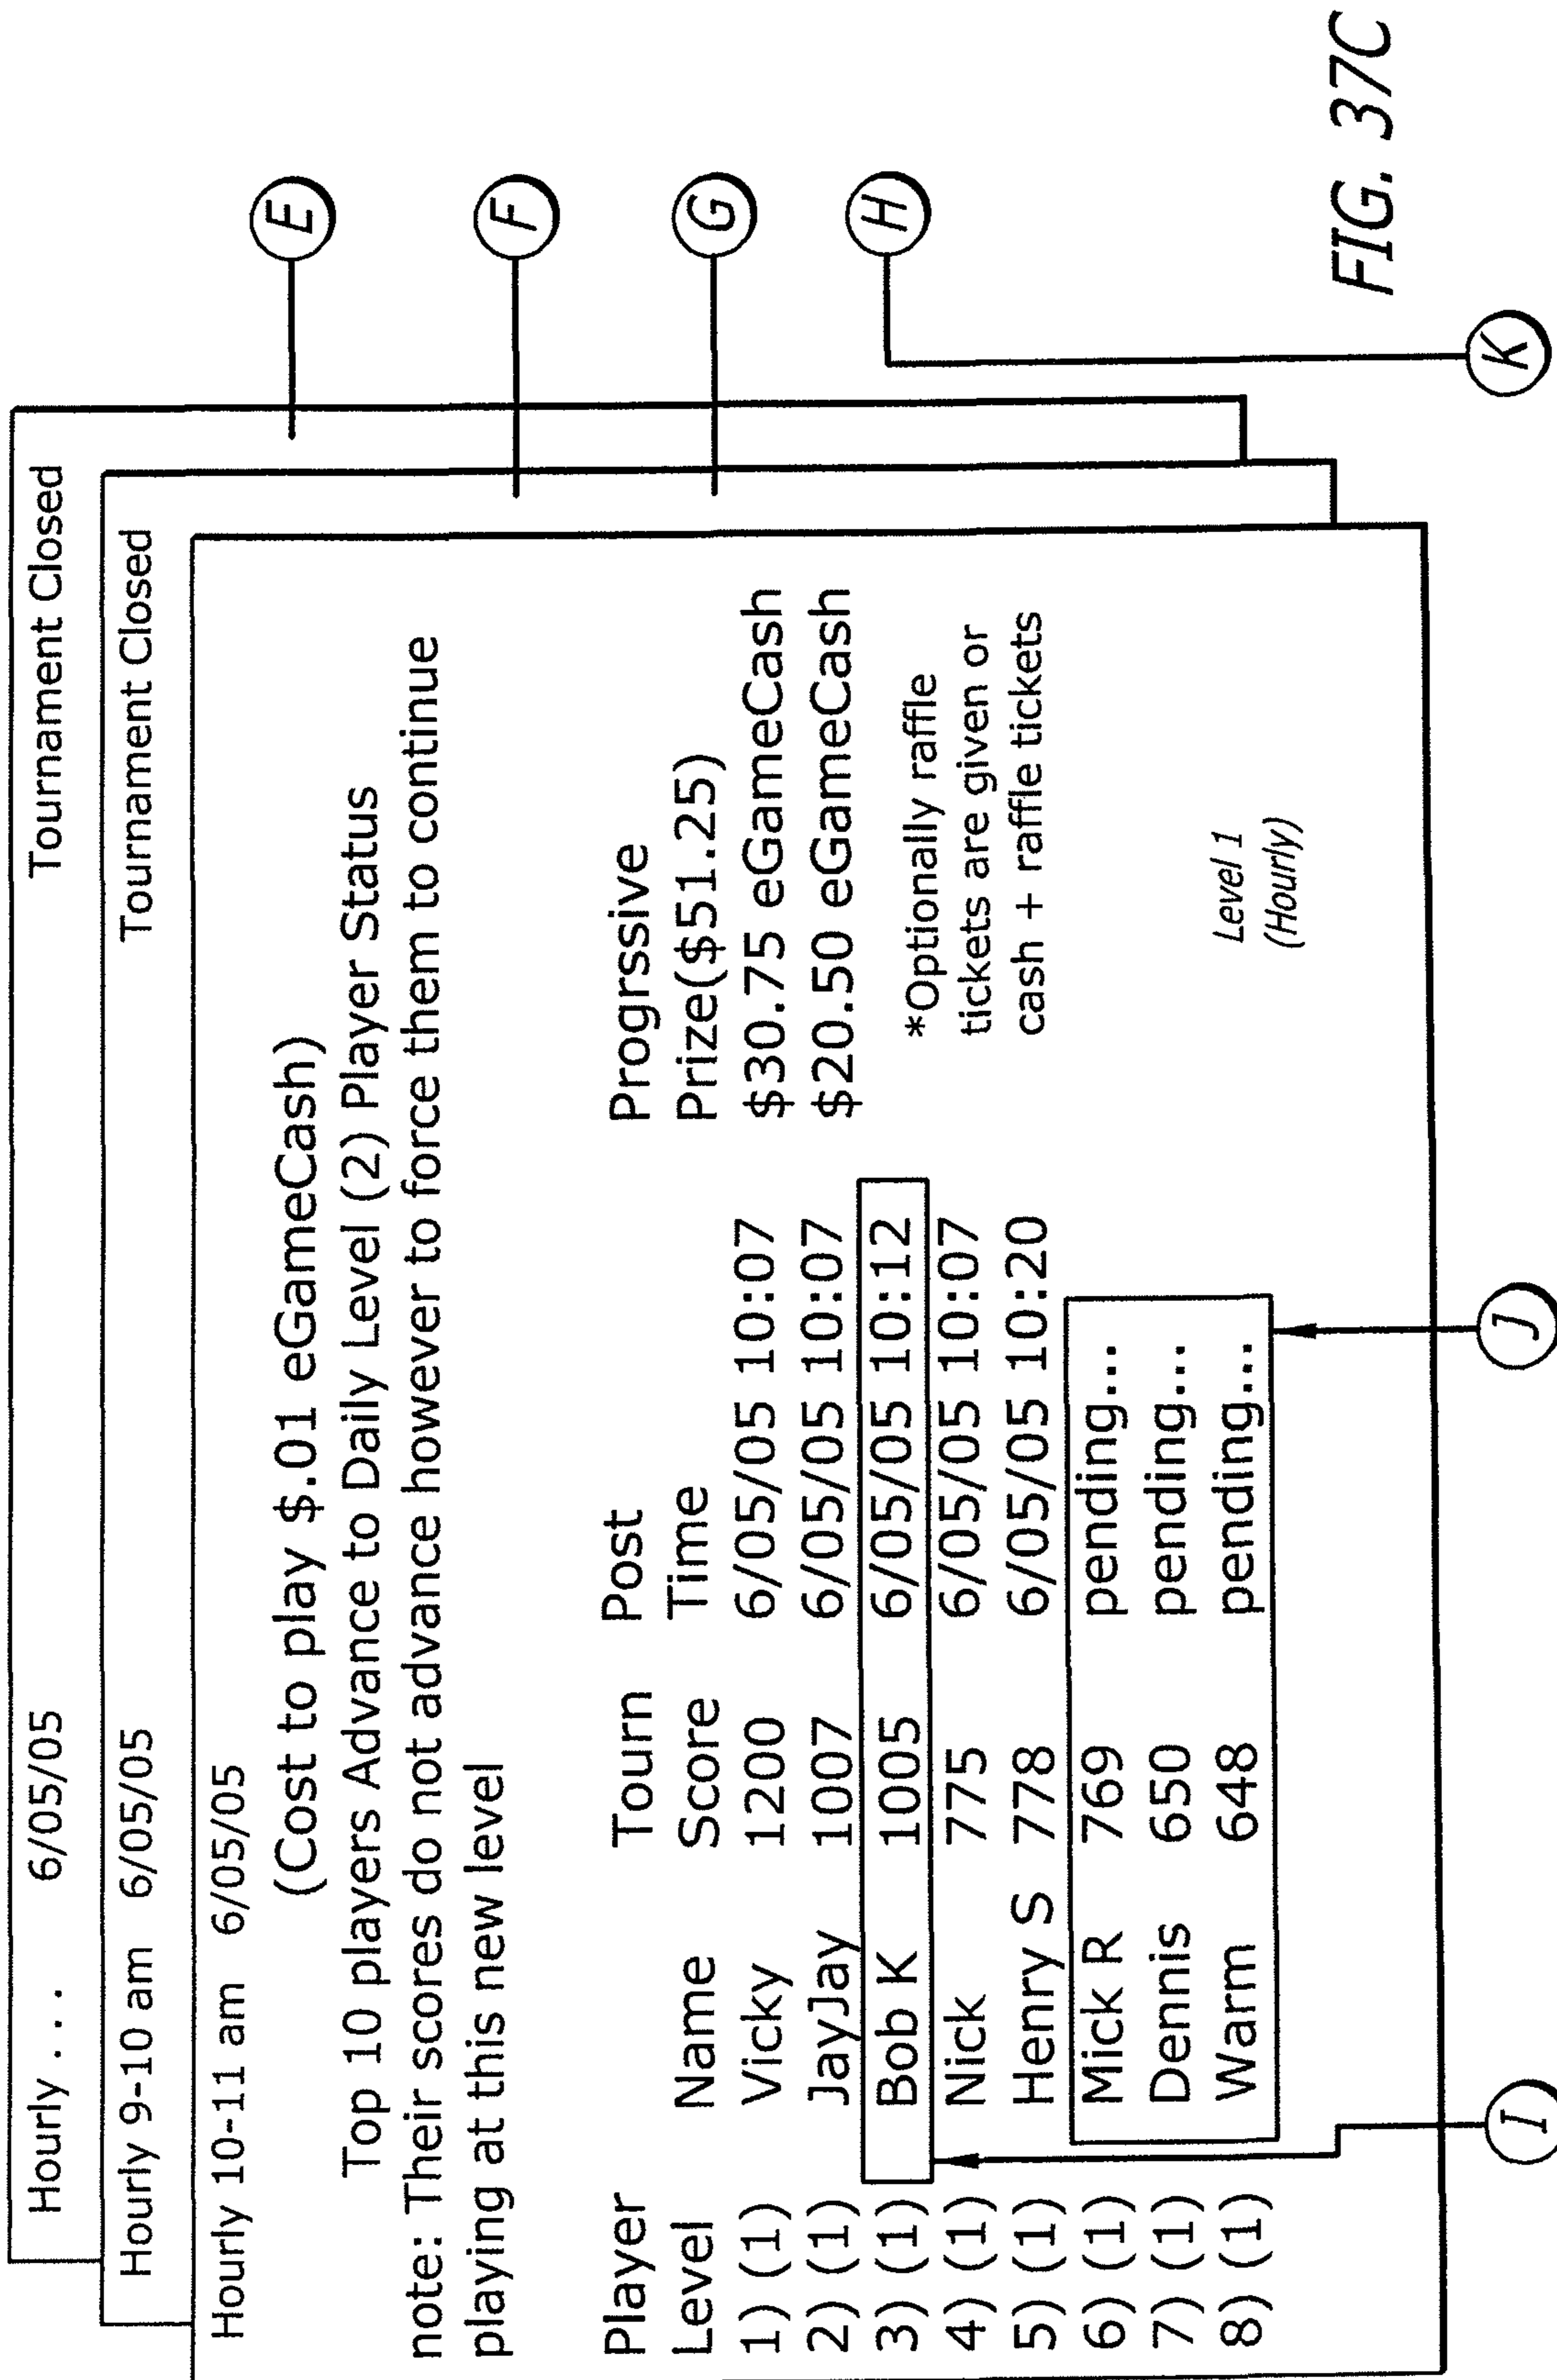 Hourly . . . 6/05/05 Tournament Closed
Hourly 9-10 am 6/05/05 Tournament Closed
Hourly 10-11 am 6/05/05
(Cost to play $.01 eGameCash)
Top 10 players Advance to Daily Level (2) Player Status
note: Their scores do not advance however to force them to continue
playing at this new level
Player Tourn Post Progrssive
Level Name Score Time Prize($51.25)
1) (1) Vicky 1200 6/05/05 10:07 $30.75 eGameCash
2) (1) JayJay 1007 6/05/05 10:07 $20.50 eGameCash
3) (1) Bob K 1005 6/05/05 10:12
4) (1) Nick 775 6/05/05 10:07
5) (1) Henry S 778 6/05/05 10:20
6) (1) Mick R 769 pending...
7) (1) Dennis 650 pending...
8) (1) Warm 648 pending...
*Optionally raffle
tickets are given or
cash + raffle tickets
Level 1
(Hourly)
E
F
G
H
I
J
K
FIG. 37C